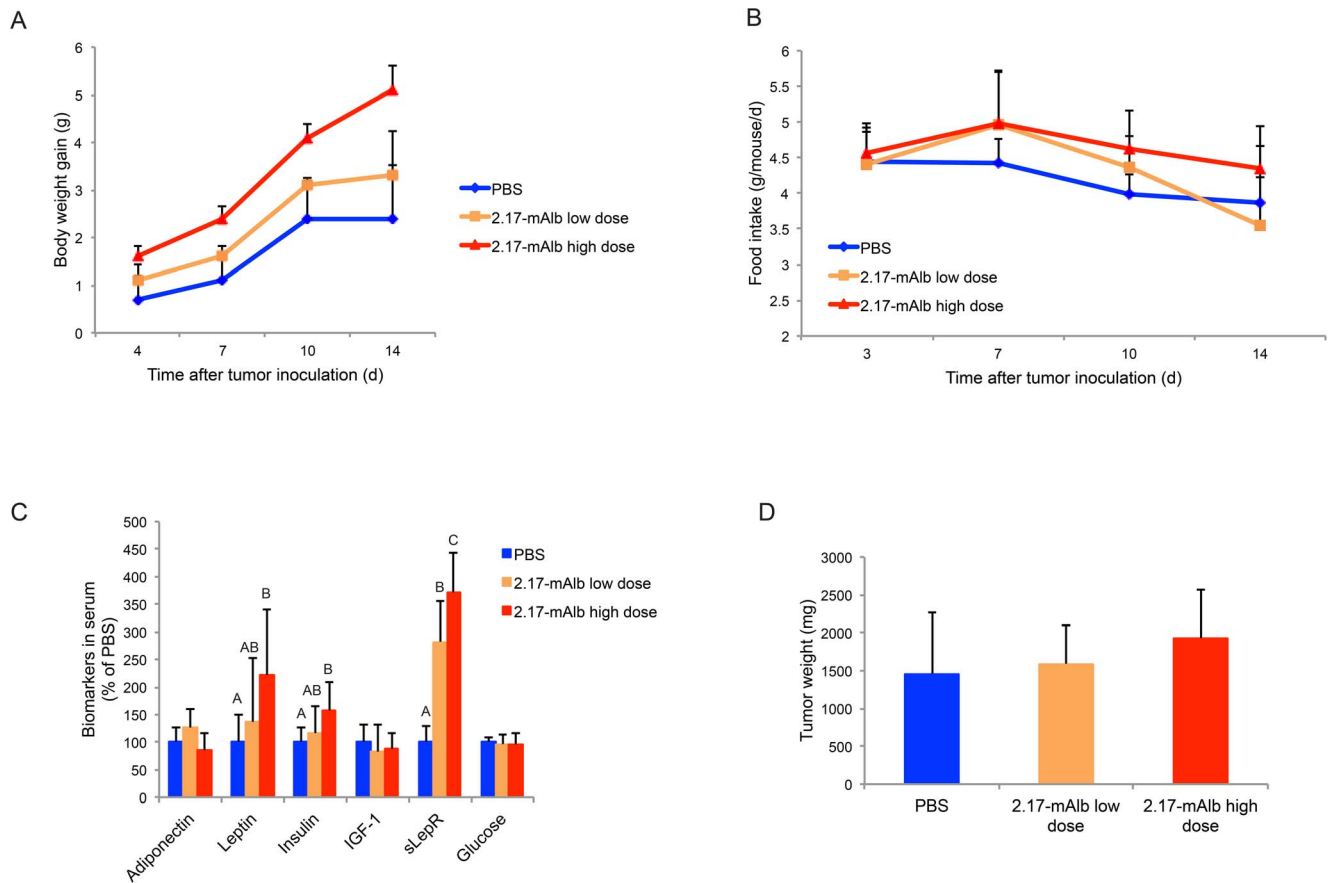 A
6
5
4
3
2
1
0
Body weight gain (g)
4 7 10 14
Time after tumor inoculation (d)
PBS
2.17-mAlb low dose
2.17-mAlb high dose
B
6
5.5
5
4.5
4
3.5
3
2.5
2
Food intake (g/mouse/d)
PBS
2.17-mAlb low dose
2.17-mAlb high dose
3 7 10 14
Time after tumor inoculation (d)
C
500
450
400
350
300
250
200
150
100
50
0
Biomarkers in serum
(% of PBS)
A AB B
A AB B
A B C
Adiponectin
Leptin
Insulin
IGF-1
sLepR
Glucose
PBS
2.17-mAlb low dose
2.17-mAlb high dose
D
3000
2500
2000
1500
1000
500
0
Tumor weight (mg)
PBS
2.17-mAlb low
dose
2.17-mAlb high
dose